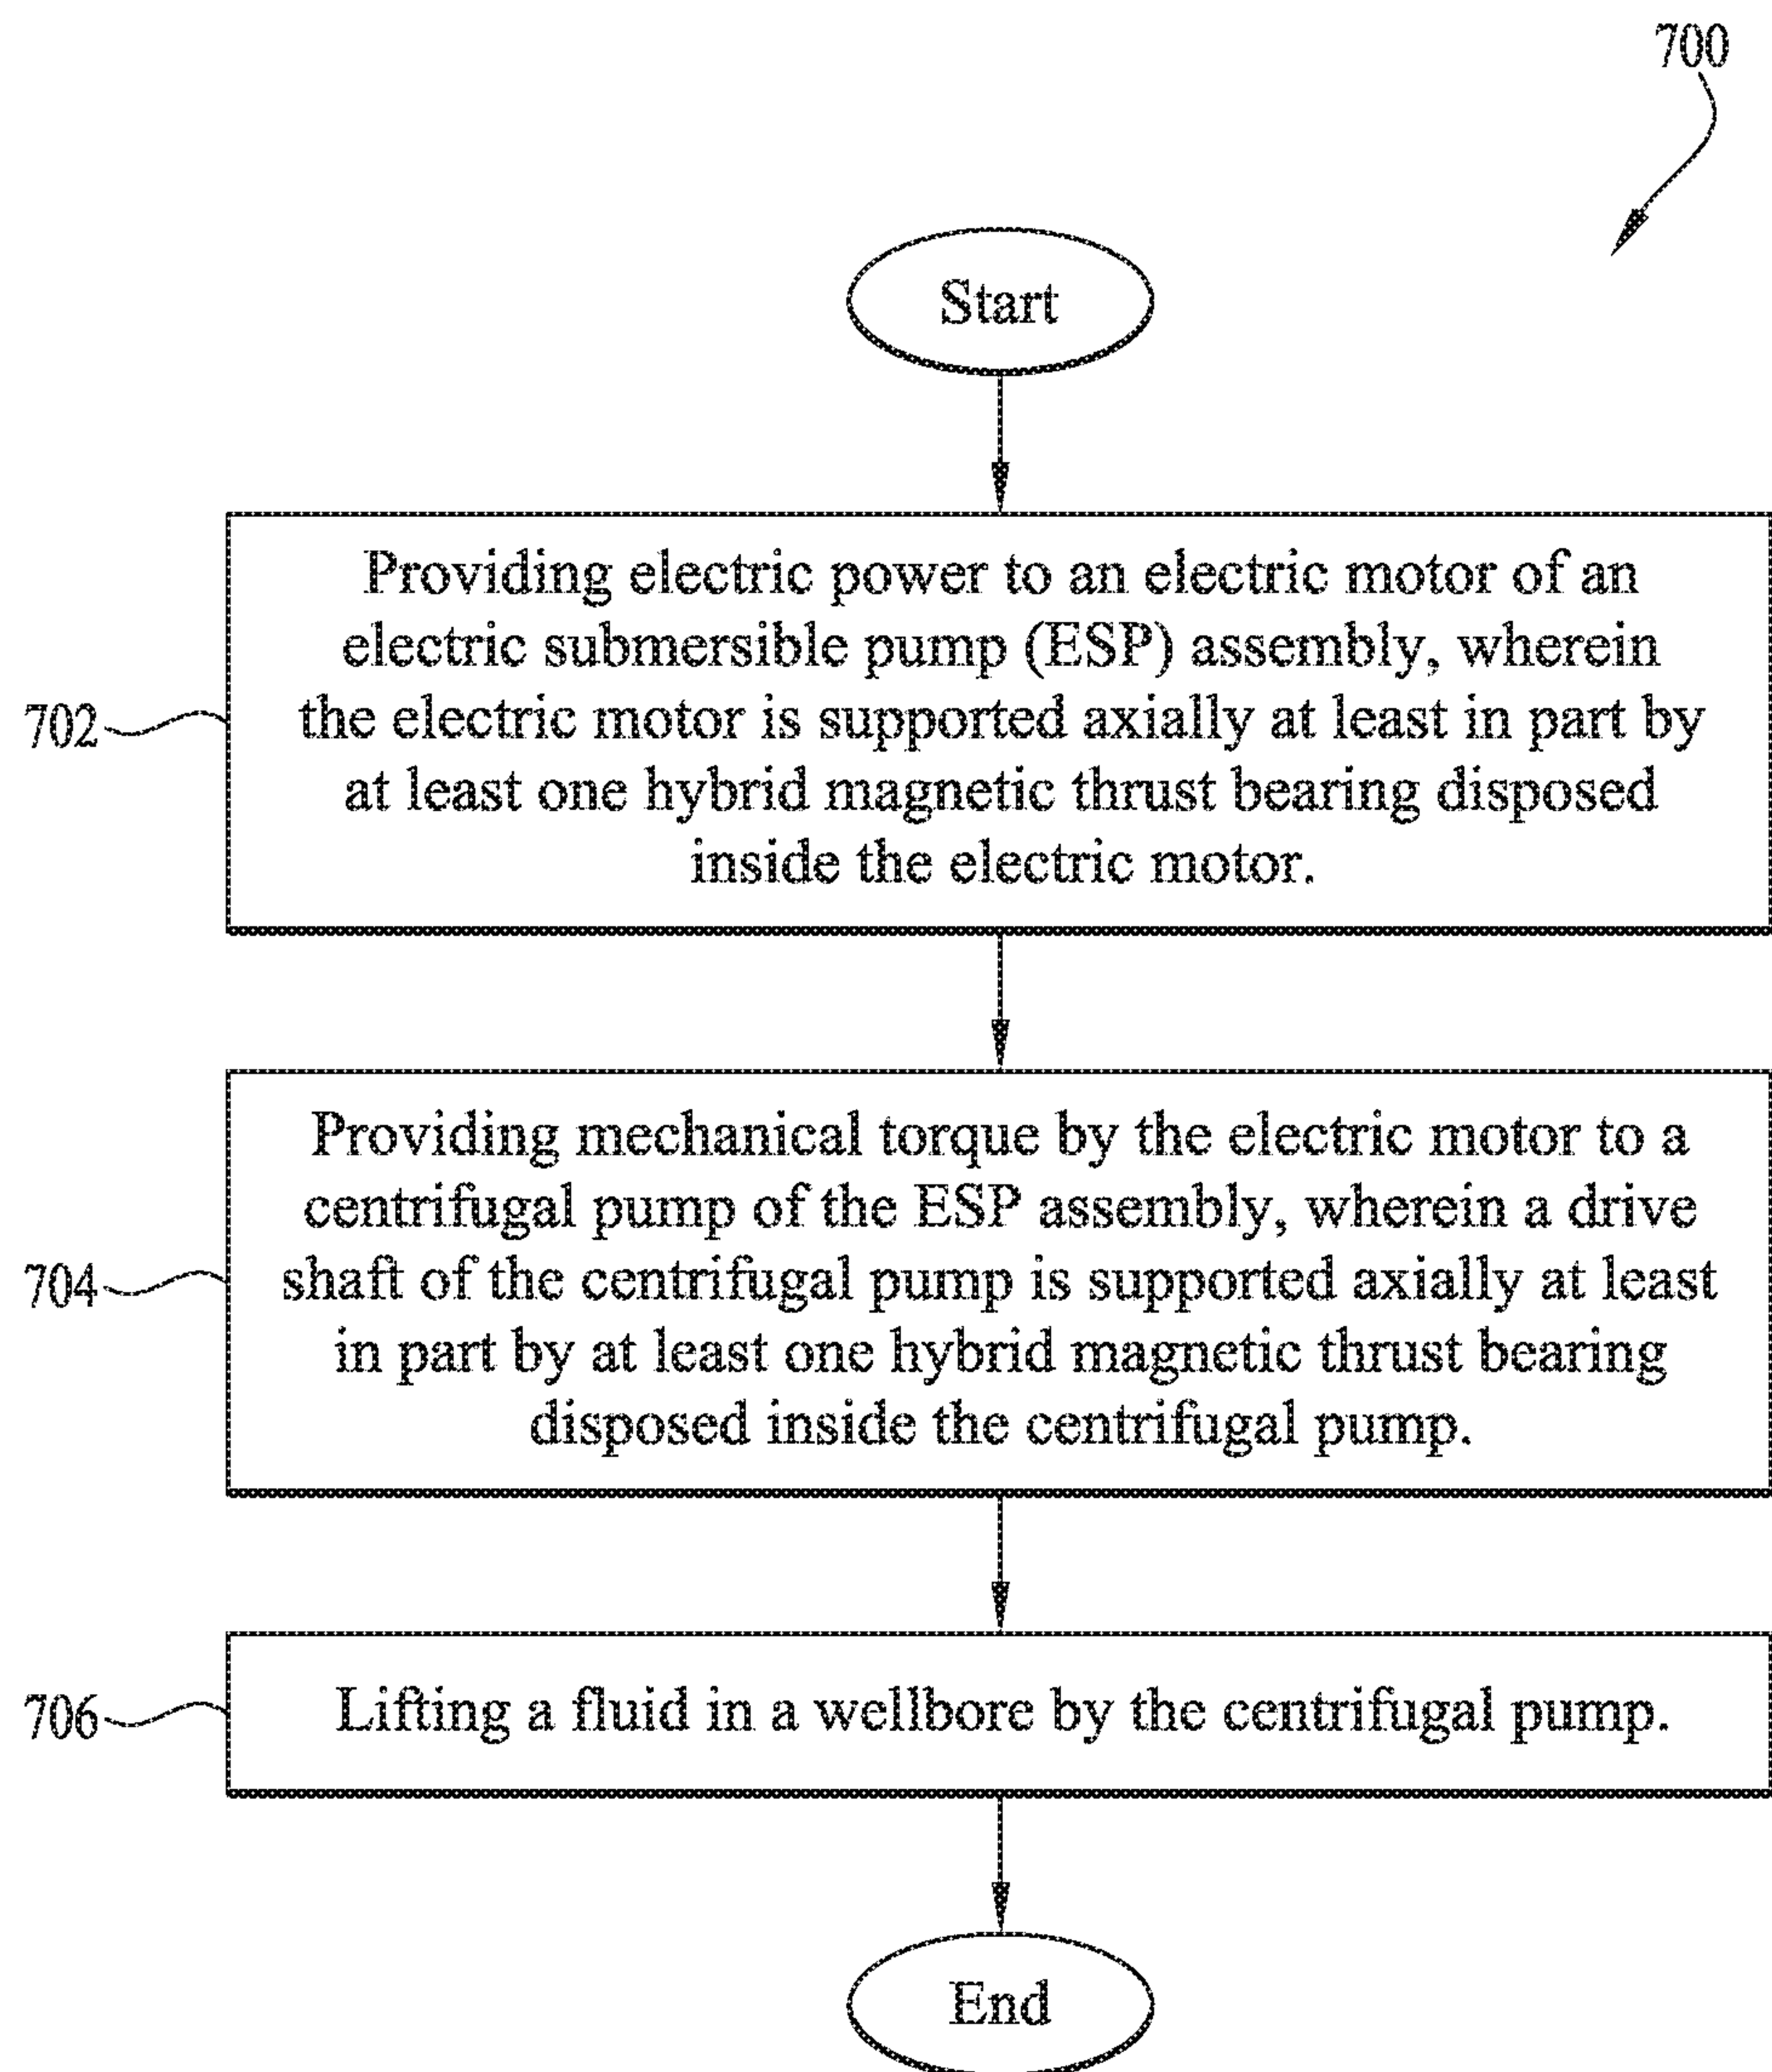 700
Start
702
Providing electric power to an electric motor of an
electric submersible pump (ESP) assembly, wherein
the electric motor is supported axially at least in part by
at least one hybrid magnetic thrust bearing disposed
inside the electric motor.
704
Providing mechanical torque by the electric motor to a
centrifugal pump of the ESP assembly, wherein a drive
shaft of the centrifugal pump is supported axially at least
in part by at least one hybrid magnetic thrust bearing
disposed inside the centrifugal pump.
706
Lifting a fluid in a wellbore by the centrifugal pump.
End